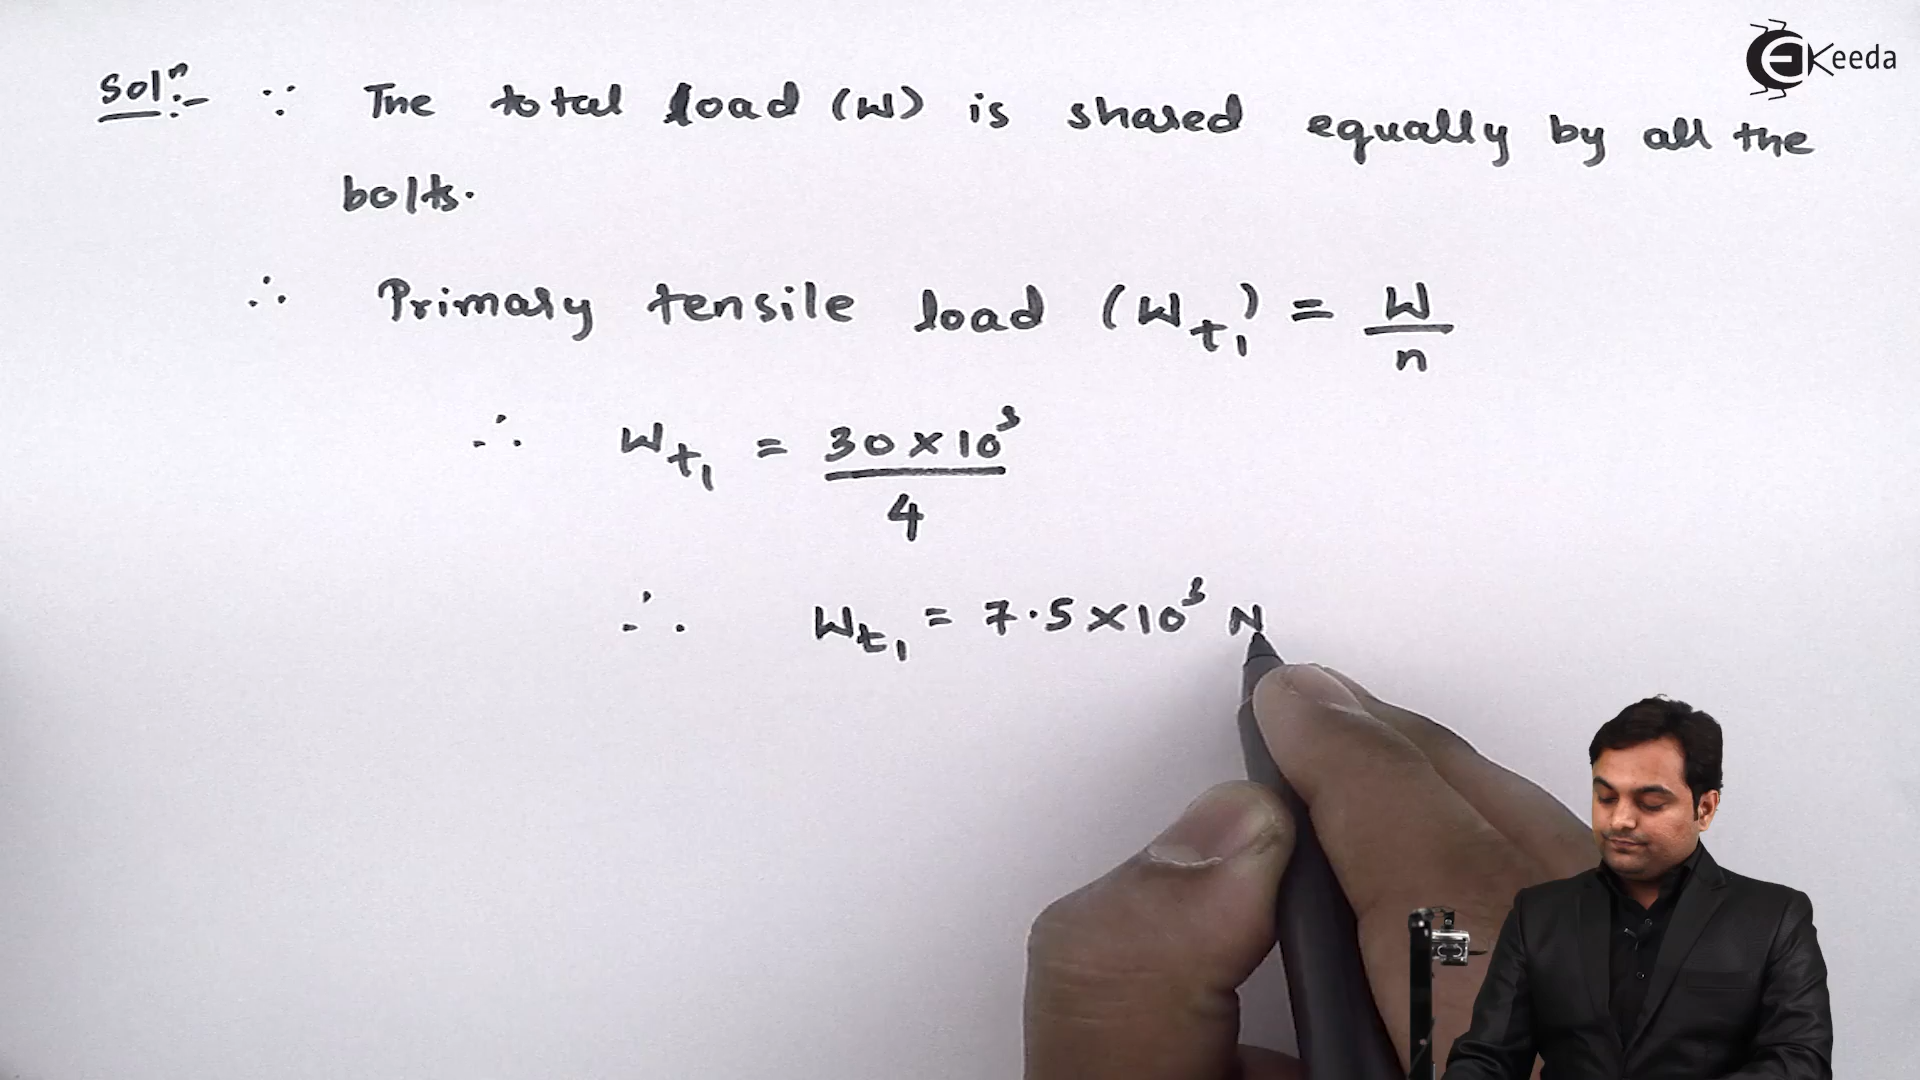 Keeda
Solⁿ:- ∵ The total load (W) is shared equally by all the
bolts.
∴ Primary tensile load (Wt₁) = W/n
∴ Wt₁ = 30×10³/4
∴ Wt₁ = 7.5×10³ N